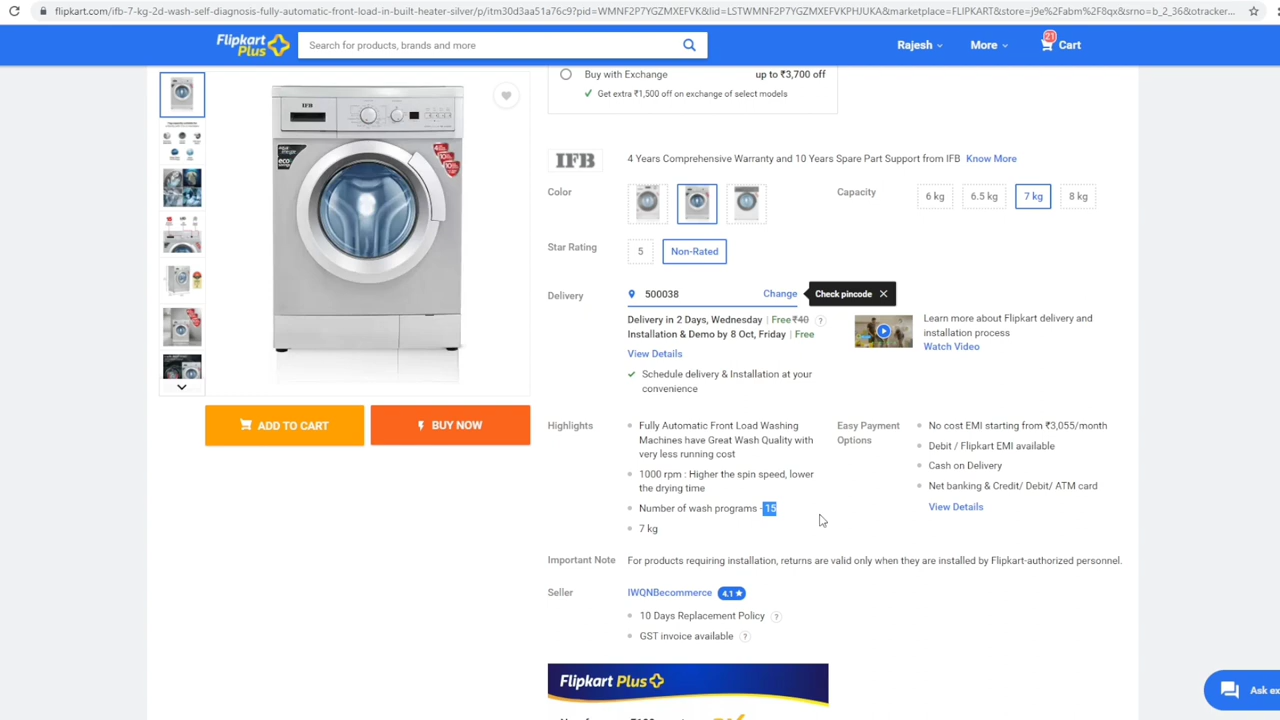 flipkart.com/ifb-7-kg-2d-wash-self-diagnosis-fully-automatic-front-load-in-built-heater-silver/p/itm30d3aa51a76c9?pid=WMNF2P7YGZMXEFVK&lid=LSTWMNF2P7YGZMXEFVKPHJUKA&marketplace=FLIPKART&store=j9e%2Fabm%2F8qx&srno=b_2_36&otracker...
Flipkart Plus
Search for products, brands and more
Rajesh
More
21
Cart
Buy with Exchange
up to ₹3,700 off
Get extra ₹1,500 off on exchange of select models
IFB
4 Years Comprehensive Warranty and 10 Years Spare Part Support from IFB Know More
Color
Capacity
6 kg
6.5 kg
7 kg
8 kg
Star Rating
5
Non-Rated
Delivery
500038
Change
Check pincode
Delivery in 2 Days, Wednesday | Free ₹40 ?
Installation & Demo by 8 Oct, Friday | Free
View Details
Schedule delivery & Installation at your
convenience
Learn more about Flipkart delivery and
installation process
Watch Video
IFB
eco
ADD TO CART
BUY NOW
Highlights
Fully Automatic Front Load Washing
Machines have Great Wash Quality with
very less running cost
1000 rpm : Higher the spin speed, lower
the drying time
Number of wash programs - 15
7 kg
Easy Payment
Options
No cost EMI starting from ₹3,055/month
Debit / Flipkart EMI available
Cash on Delivery
Net banking & Credit/ Debit/ ATM card
View Details
Important Note
For products requiring installation, returns are valid only when they are installed by Flipkart-authorized personnel.
Seller
IWQNBecommerce 4.1
10 Days Replacement Policy ?
GST invoice available ?
Flipkart Plus